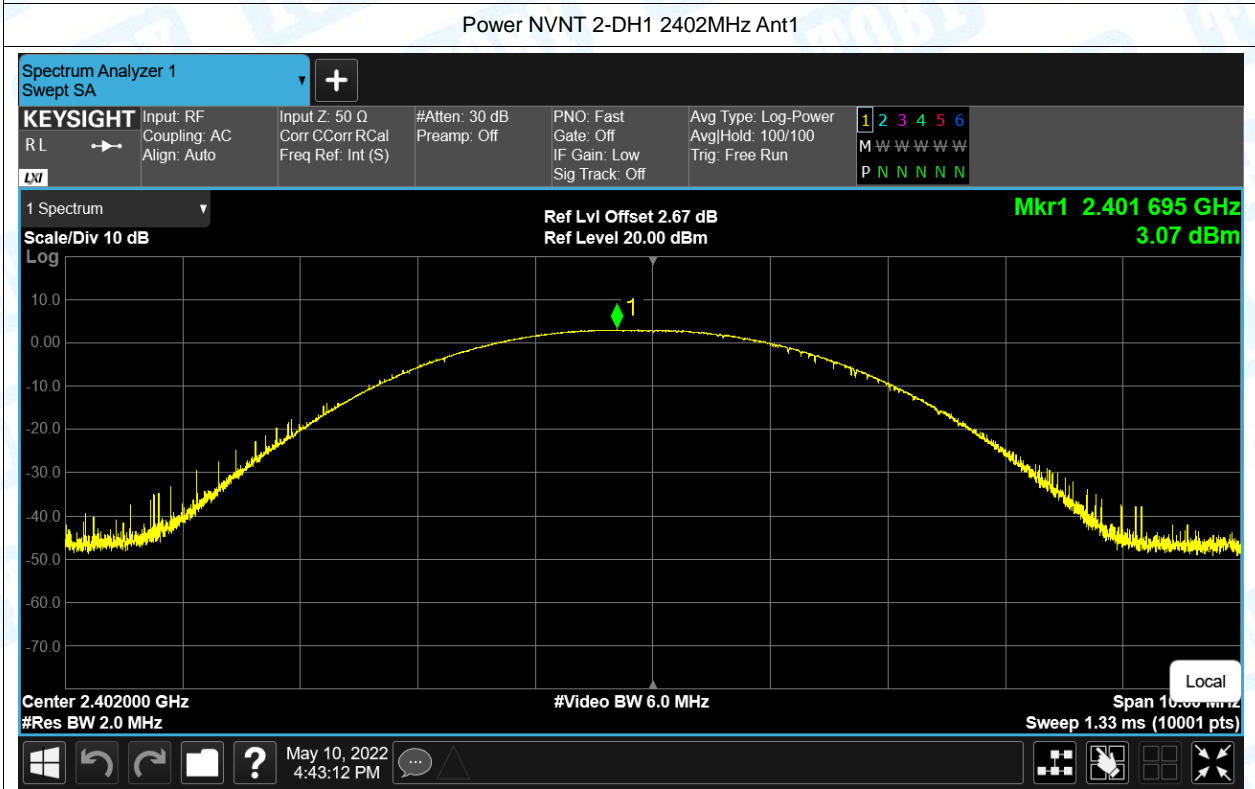 Power NVNT 2-DH1 2402MHz Ant1
Spectrum Analyzer 1
Swept SA
KEYSIGHT
R L
LXI
Input: RF
Coupling: AC
Align: Auto
Input Z: 50 Ω
Corr CCorr RCal
Freq Ref: Int (S)
#Atten: 30 dB
Preamp: Off
PNO: Fast
Gate: Off
IF Gain: Low
Sig Track: Off
Avg Type: Log-Power
Avg|Hold: 100/100
Trig: Free Run
1 2 3 4 5 6
M W W W W W
P N N N N N
1 Spectrum
Scale/Div 10 dB
Log
Ref Lvl Offset 2.67 dB
Ref Level 20.00 dBm
Mkr1 2.401 695 GHz
3.07 dBm
1
10.0
0.00
-10.0
-20.0
-30.0
-40.0
-50.0
-60.0
-70.0
Local
Center 2.402000 GHz
#Video BW 6.0 MHz
Span 10.00 MHz
#Res BW 2.0 MHz
Sweep 1.33 ms (10001 pts)
?
May 10, 2022
4:43:12 PM